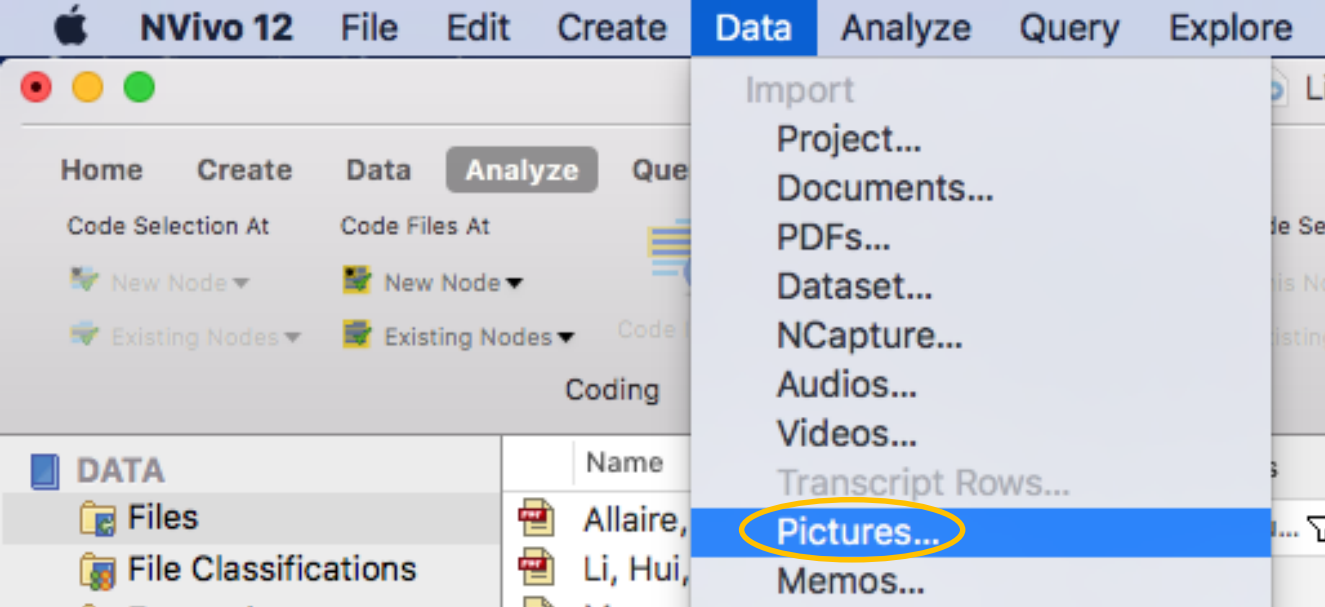 NVivo 12 File Edit Create Data Analyze Query Explore
Import
Project...
Documents...
PDFs...
Dataset...
NCapture...
Audios...
Videos...
Transcript Rows...
Pictures...
Memos...
Home Create Data Analyze Que
Code Selection At Code Files At
New Node New Node
Existing Nodes Existing Nodes Code
Coding
DATA
Files
File Classifications
Name
Allaire,
Li, Hui,